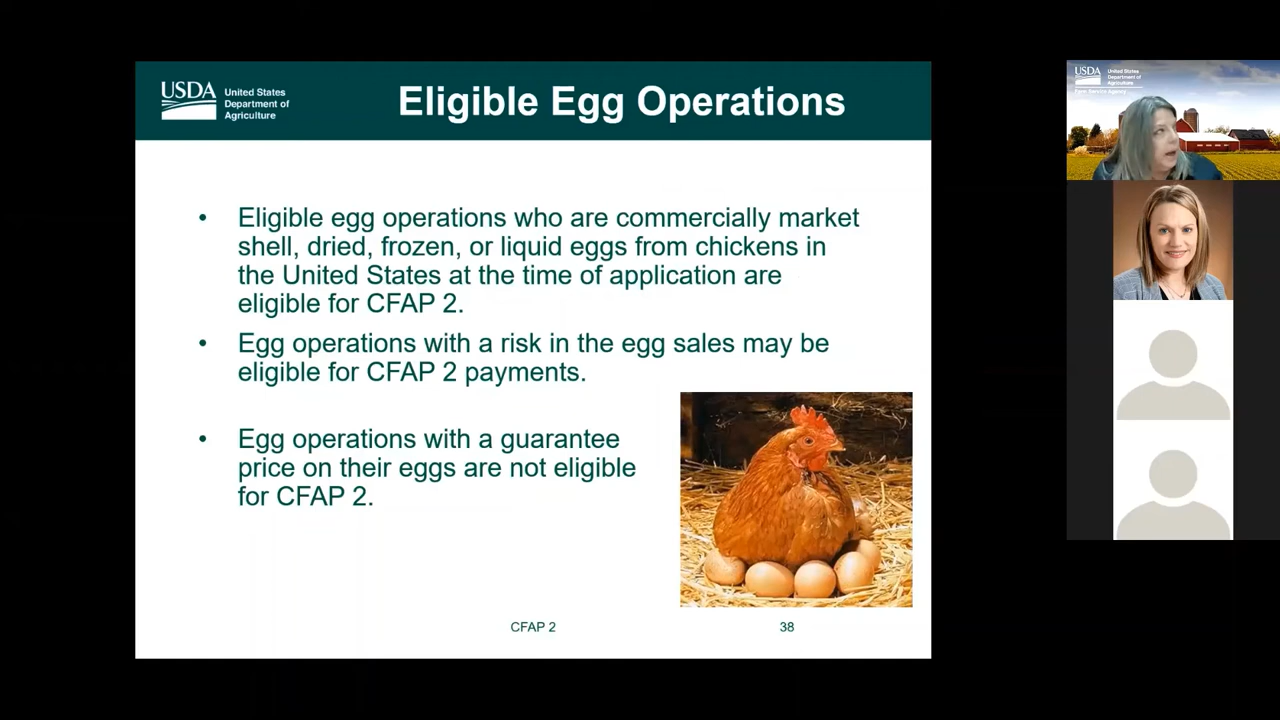 USDA
United States
Department of
Agriculture
Eligible Egg Operations
• Eligible egg operations who are commercially market
shell, dried, frozen, or liquid eggs from chickens in
the United States at the time of application are
eligible for CFAP 2.
• Egg operations with a risk in the egg sales may be
eligible for CFAP 2 payments.
• Egg operations with a guarantee
price on their eggs are not eligible
for CFAP 2.
CFAP 2
38
USDA
United States
Department of
Agriculture
Farm Service Agency